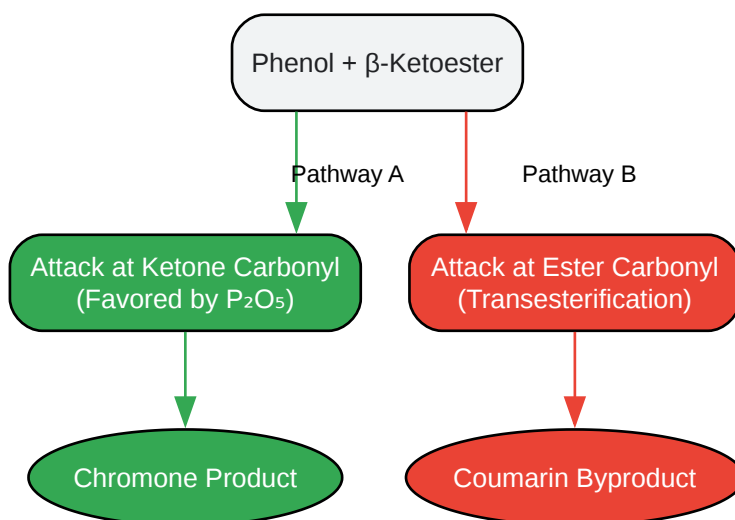 Phenol + β-Ketoester
Pathway A
Pathway B
Attack at Ketone Carbonyl
(Favored by P₂O₅)
Attack at Ester Carbonyl
(Transesterification)
Chromone Product
Coumarin Byproduct